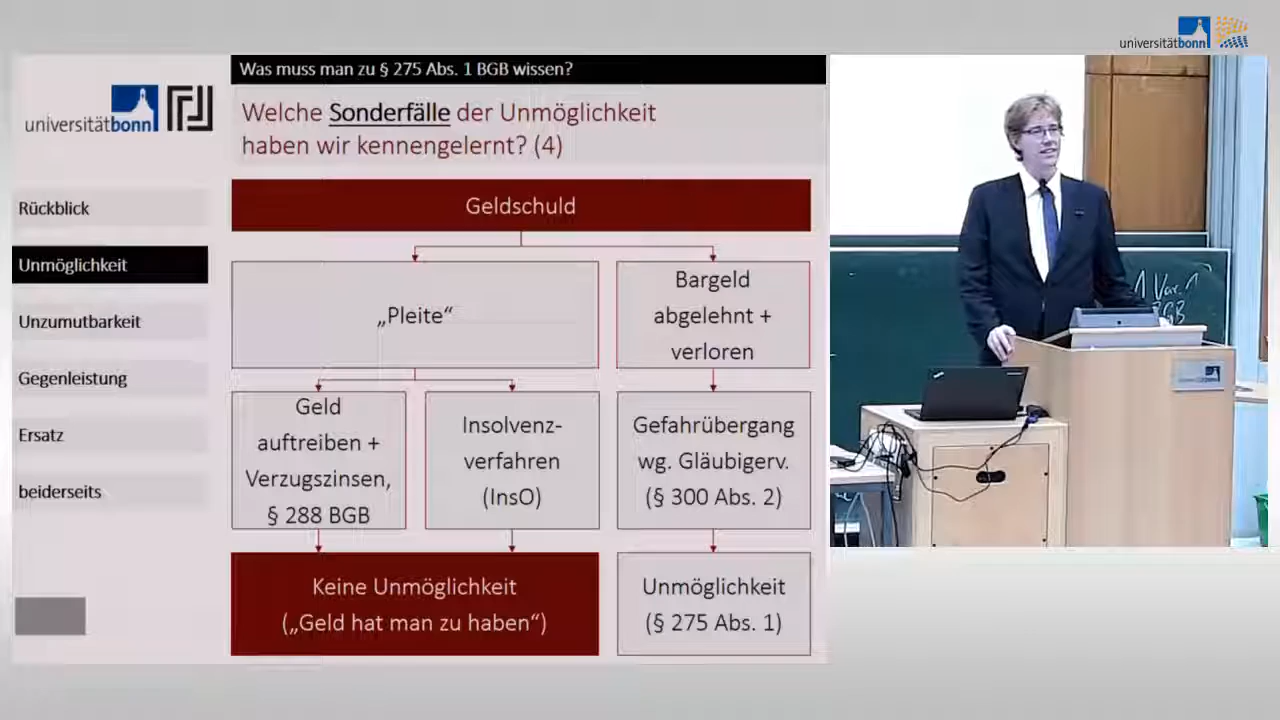 universitätbonn
Was muss man zu § 275 Abs. 1 BGB wissen?
universitätbonn
Welche Sonderfälle der Unmöglichkeit
haben wir kennengelernt? (4)
Rückblick
Unmöglichkeit
Unzumutbarkeit
Gegenleistung
Ersatz
beiderseits
Geldschuld
„Pleite“
Bargeld
abgelehnt +
verloren
Geld
auftreiben +
Verzugszinsen,
§ 288 BGB
Insolvenz-
verfahren
(InsO)
Gefahrübergang
wg. Gläubigerv.
(§ 300 Abs. 2)
Keine Unmöglichkeit
(„Geld hat man zu haben“)
Unmöglichkeit
(§ 275 Abs. 1)